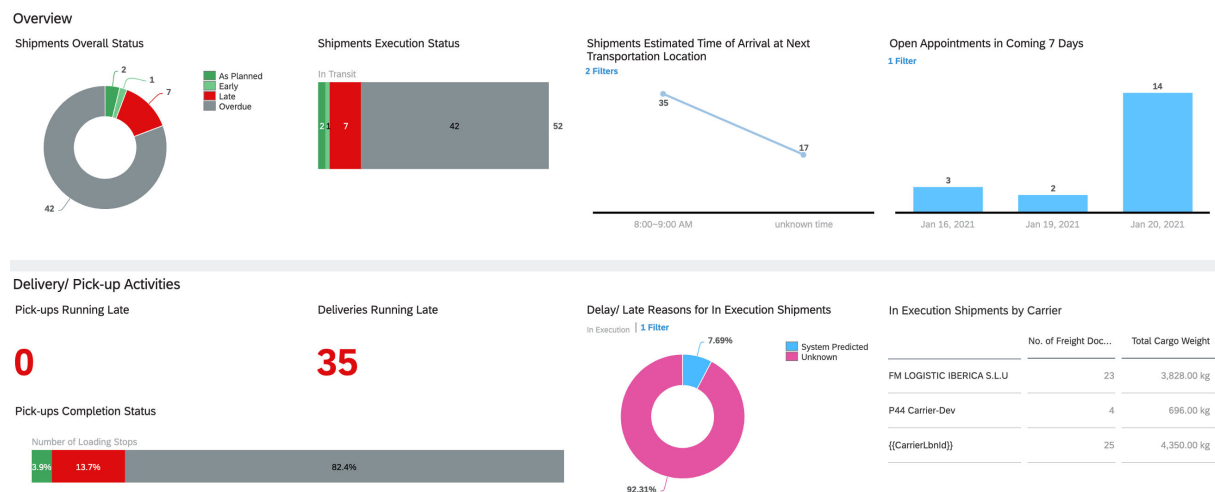 Overview
Shipments Overall Status
2
1
7
42
As Planned
Early
Late
Overdue
Shipments Execution Status
In Transit
2 1 7 42 52
Shipments Estimated Time of Arrival at Next
Transportation Location
2 Filters
35
17
8:00–9:00 AM unknown time
Open Appointments in Coming 7 Days
1 Filter
3
2
14
Jan 16, 2021 Jan 19, 2021 Jan 20, 2021
Delivery/ Pick-up Activities
Pick-ups Running Late
0
Deliveries Running Late
35
Pick-ups Completion Status
Number of Loading Stops
3.9% 13.7% 82.4%
Delay/ Late Reasons for In Execution Shipments
In Execution | 1 Filter
7.69%
92.31%
System Predicted
Unknown
In Execution Shipments by Carrier
No. of Freight Doc... Total Cargo Weight
FM LOGISTIC IBERICA S.L.U 23 3,828.00 kg
P44 Carrier-Dev 4 696.00 kg
{{CarrierLbnId}} 25 4,350.00 kg